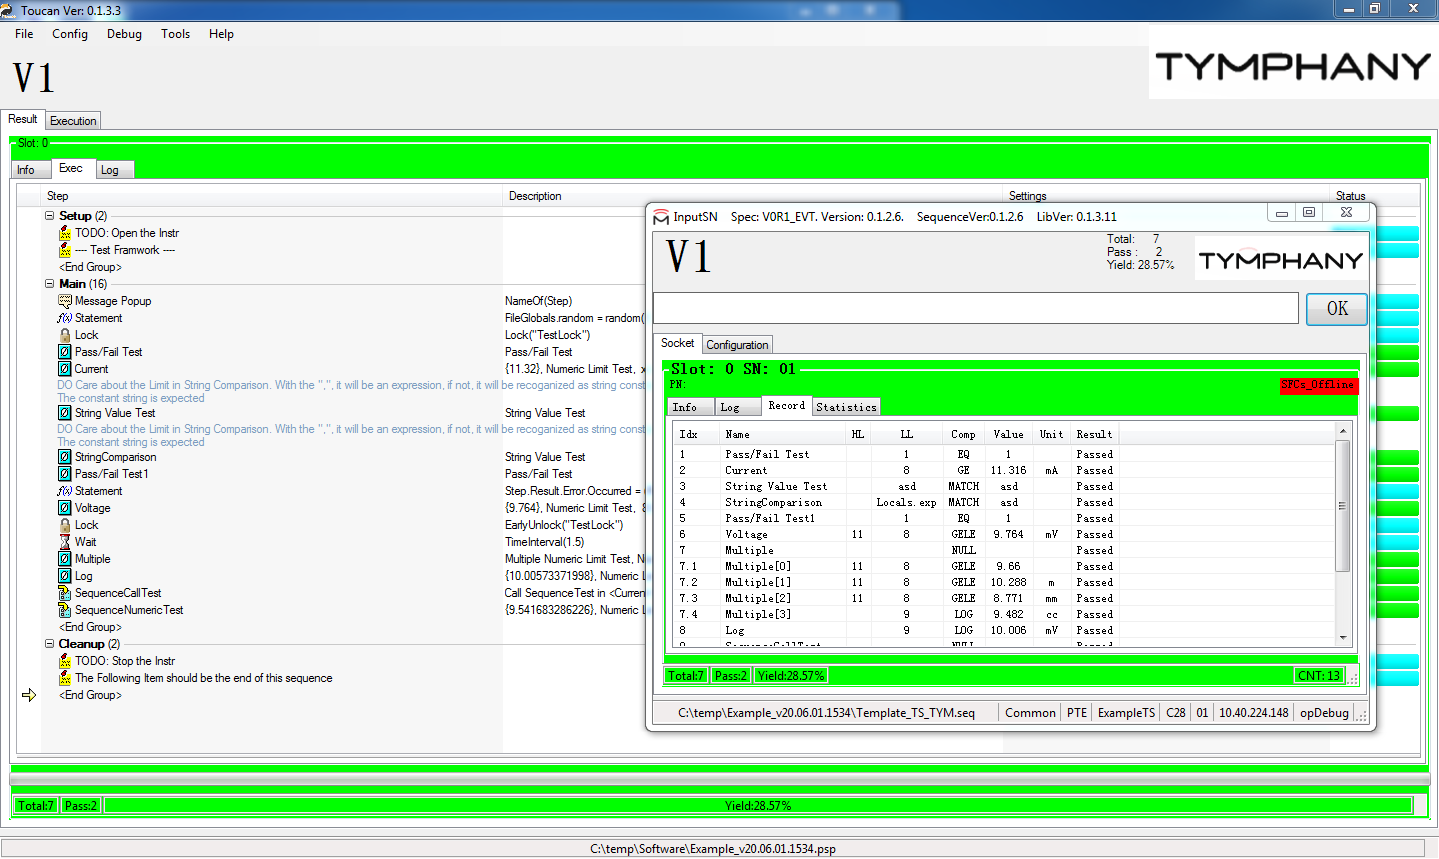 Toucan Ver: 0.1.3.3
File Config Debug Tools Help
V1
TYMPHANY
Result Execution
Slot: 0
Info Exec Log
Step Description Settings Status
Setup (2)
TODO: Open the Instr
---- Test Framwork ----
<End Group>
Main (16)
Message Popup NameOf(Step)
Statement FileGlobals.random = random(
Lock Lock("TestLock")
Pass/Fail Test Pass/Fail Test
Current {11.32}, Numeric Limit Test, x
DO Care about the Limit in String Comparison. With the "," it will be an expression, if not, it will be recoganized as string const
The constant string is expected
String Value Test String Value Test
DO Care about the Limit in String Comparison. With the "," it will be an expression, if not, it will be recoganized as string const
The constant string is expected
StringComparison String Value Test
Pass/Fail Test1 Pass/Fail Test
Statement Step.Result.Error.Occurred =
Voltage {9.764}, Numeric Limit Test, 8
Lock EarlyUnlock("TestLock")
Wait TimeInterval(1.5)
Multiple Multiple Numeric Limit Test, N
Log {10.00573371998}, Numeric L
SequenceCallTest Call SequenceTest in <Curren
SequenceNumericTest {9.541683286226}, Numeric L
<End Group>
Cleanup (2)
TODO: Stop the Instr
The Following Item should be the end of this sequence
<End Group>
Total:7 Pass:2 Yield:28.57%
C:\temp\Software\Example_v20.06.01.1534.psp
InputSN Spec: V0R1_EVT. Version: 0.1.2.6. SequenceVer:0.1.2.6 LibVer: 0.1.3.11
V1
Total: 7
Pass : 2
Yield: 28.57%
TYMPHANY
OK
Socket Configuration
Slot: 0 SN: 01
PN:
SFCs_Offline
Info Log Record Statistics
Idx Name HL LL Comp Value Unit Result
1 Pass/Fail Test 1 EQ 1 Passed
2 Current 8 GE 11.316 mA Passed
3 String Value Test asd MATCH asd Passed
4 StringComparison Locals.exp MATCH asd Passed
5 Pass/Fail Test1 1 EQ 1 Passed
6 Voltage 11 8 GELE 9.764 mV Passed
7 Multiple NULL Passed
7.1 Multiple[0] 11 8 GELE 9.66 Passed
7.2 Multiple[1] 11 8 GELE 10.288 m Passed
7.3 Multiple[2] 11 8 GELE 8.771 mm Passed
7.4 Multiple[3] 9 LOG 9.482 cc Passed
8 Log 9 LOG 10.006 mV Passed
9 SequenceCallTest NULL Passed
Total:7 Pass:2 Yield:28.57% CNT: 13
C:\temp\Example_v20.06.01.1534\Template_TS_TYM.seq Common PTE ExampleTS C28 01 10.40.224.148 opDebug